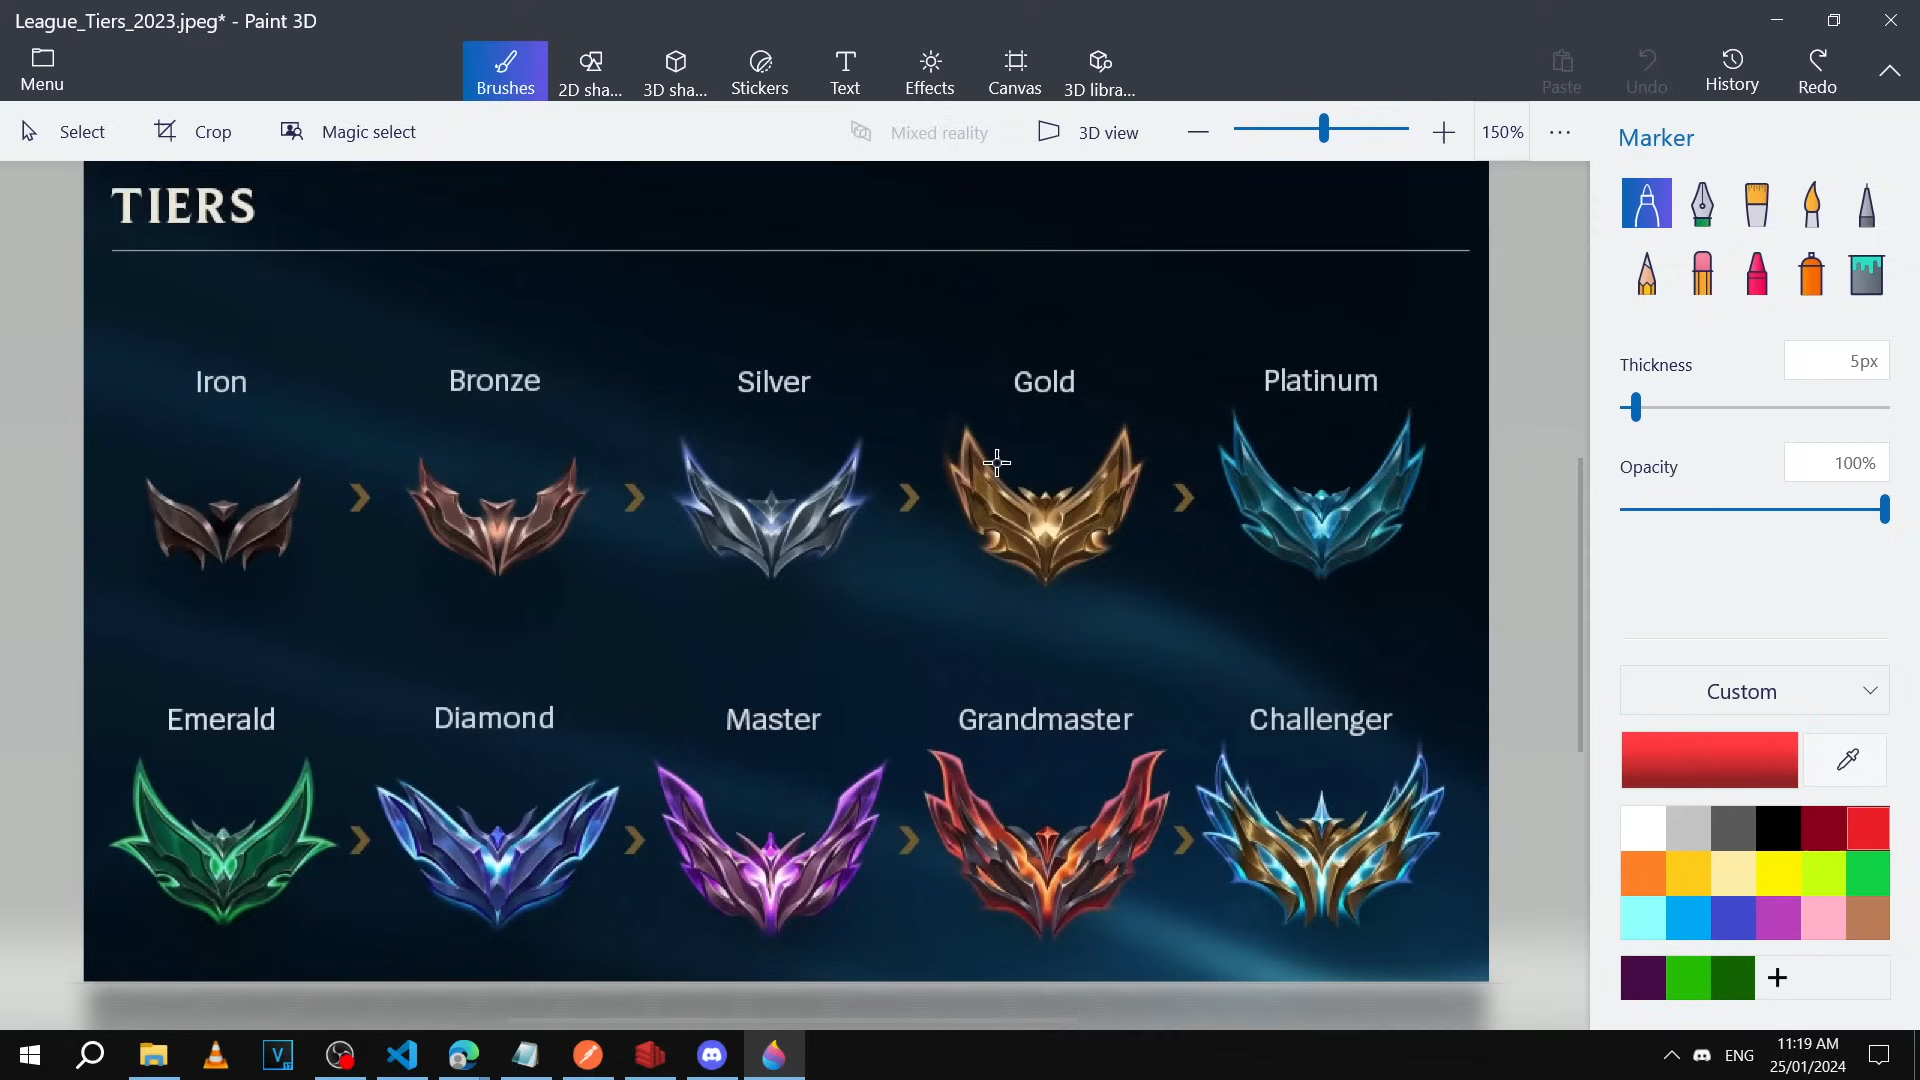 League_Tiers_2023.jpeg* - Paint 3D
Menu
Brushes
2D sha...
3D sha...
Stickers
Text
Effects
Canvas
3D libra...
Paste
Undo
History
Redo
Select
Crop
Magic select
Mixed reality
3D view
150%
Marker
TIERS
Thickness
5px
Opacity
100%
Iron
Bronze
Silver
Gold
Platinum
Emerald
Diamond
Master
Grandmaster
Challenger
Custom
ENG
11:19 AM
25/01/2024